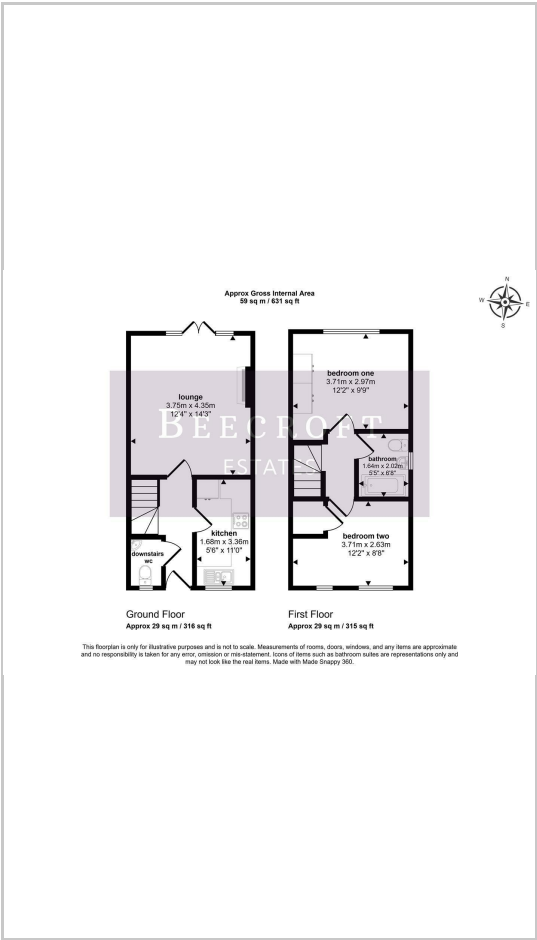 Approx Gross Internal Area
59 sq m / 631 sq ft
N
W
E
S
lounge
3.75m x 4.35m
12'4" x 14'3"
bedroom one
3.71m x 2.97m
12'2" x 9'9"
BEECROFT
ESTATES
bathroom
1.64m x 2.02m
5'5" x 6'8"
kitchen
1.68m x 3.36m
5'6" x 11'0"
downstairs
wc
bedroom two
3.71m x 2.63m
12'2" x 8'8"
Ground Floor
Approx 29 sq m / 316 sq ft
First Floor
Approx 29 sq m / 315 sq ft
This floorplan is only for illustrative purposes and is not to scale. Measurements of rooms, doors, windows, and any items are approximate
and no responsibility is taken for any error, omission or mis-statement. Icons of items such as bathroom suites are representations only and
may not look like the real items. Made with Made Snappy 360.